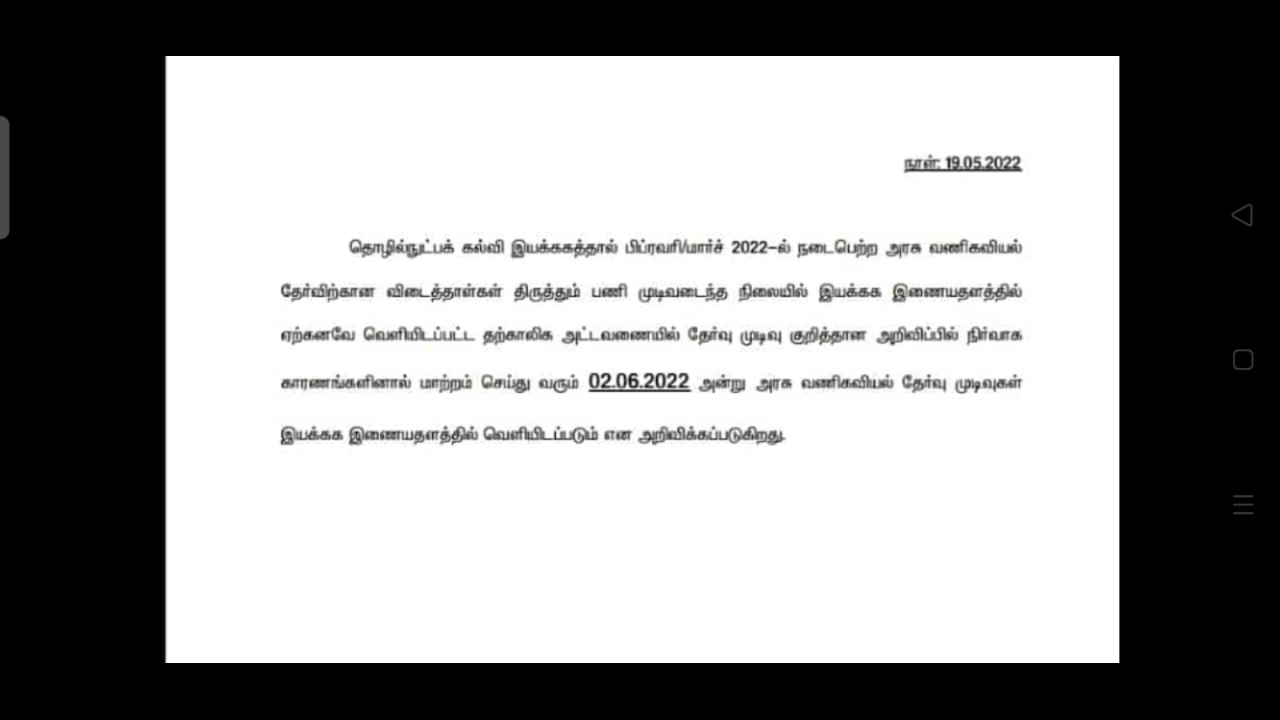 நாள்: 19.05.2022
தொழில்நுட்பக் கல்வி இயக்ககத்தால் பிப்ரவரி/மார்ச் 2022-ல் நடைபெற்ற அரசு வணிகவியல்
தேர்விற்கான விடைத்தாள்கள் திருத்தும் பணி முடிவடைந்த நிலையில் இயக்கக இணையதளத்தில்
ஏற்கனவே வெளியிடப்பட்ட தற்காலிக அட்டவணையில் தேர்வு முடிவு குறித்தான அறிவிப்பில் நிர்வாக
காரணங்களினால் மாற்றம் செய்து வரும் 02.06.2022 அன்று அரசு வணிகவியல் தேர்வு முடிவுகள்
இயக்கக இணையதளத்தில் வெளியிடப்படும் என அறிவிக்கப்படுகிறது.